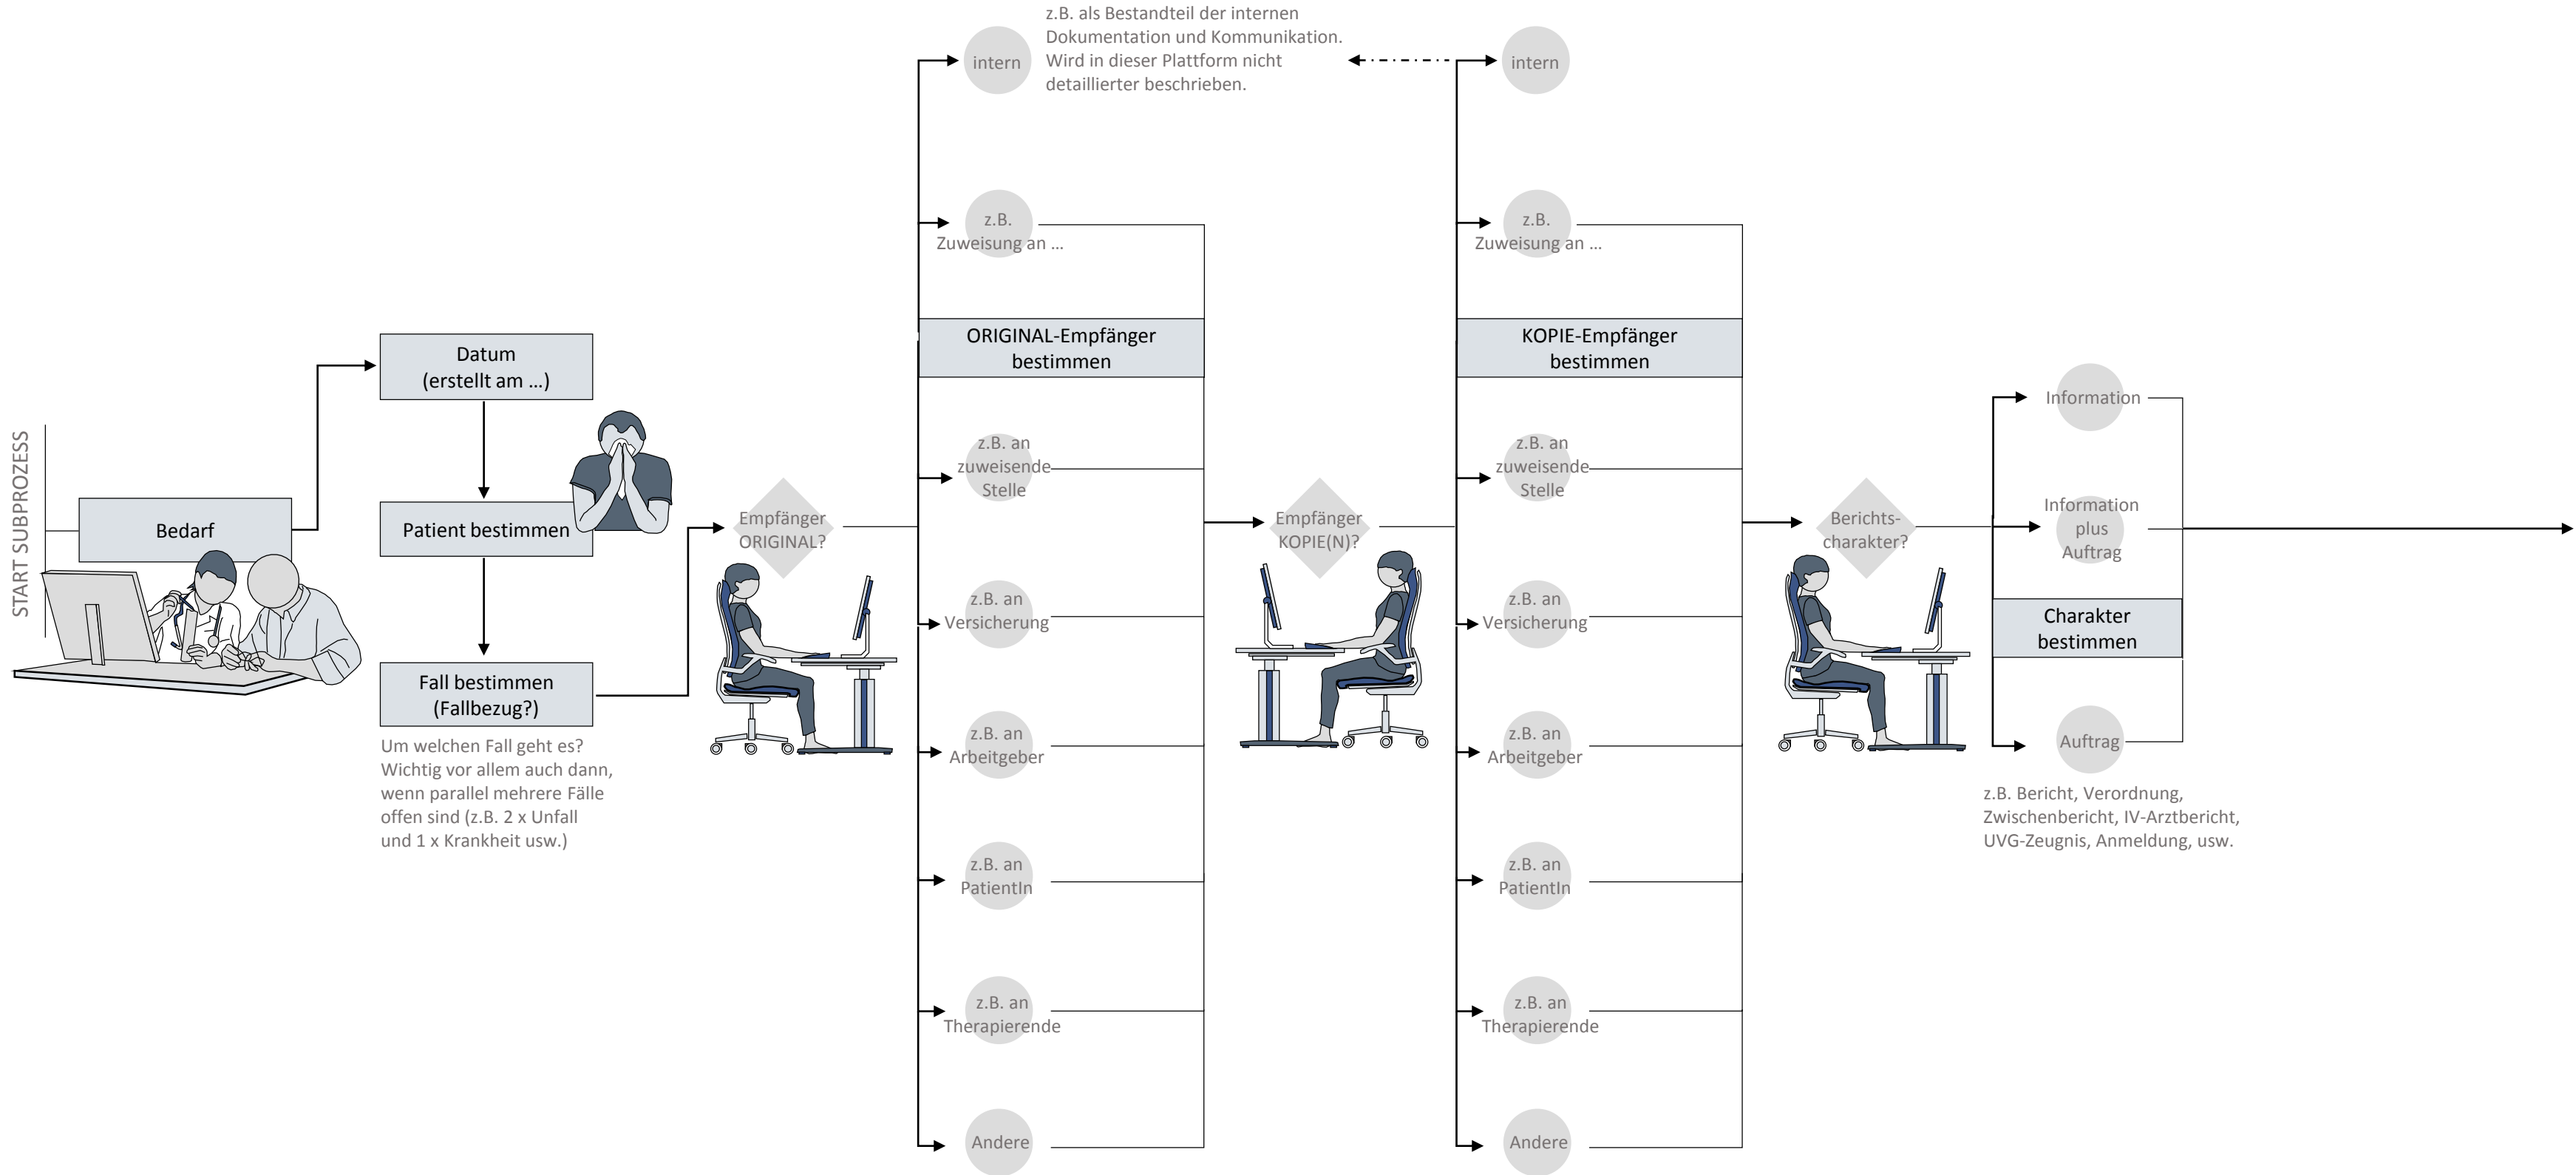 START SUBPROZESS
Bedarf
Datum
(erstellt am ...)
Patient bestimmen
Fall bestimmen
(Fallbezug?)
Um welchen Fall geht es?
Wichtig vor allem auch dann,
wenn parallel mehrere Fälle
offen sind (z.B. 2 x Unfall
und 1 x Krankheit usw.)
Empfänger
ORIGINAL?
intern
z.B. als Bestandteil der internen
Dokumentation und Kommunikation.
Wird in dieser Plattform nicht
detaillierter beschrieben.
z.B.
Zuweisung an ...
ORIGINAL-Empfänger
bestimmen
z.B. an
zuweisende
Stelle
z.B. an
Versicherung
z.B. an
Arbeitgeber
z.B. an
PatientIn
z.B. an
Therapierende
Andere
Empfänger
KOPIE(N)?
intern
z.B.
Zuweisung an ...
KOPIE-Empfänger
bestimmen
z.B. an
zuweisende
Stelle
z.B. an
Versicherung
z.B. an
Arbeitgeber
z.B. an
PatientIn
z.B. an
Therapierende
Andere
Berichts-
charakter?
Information
Information
plus
Auftrag
Charakter
bestimmen
Auftrag
z.B. Bericht, Verordnung,
Zwischenbericht, IV-Arztbericht,
UVG-Zeugnis, Anmeldung, usw.